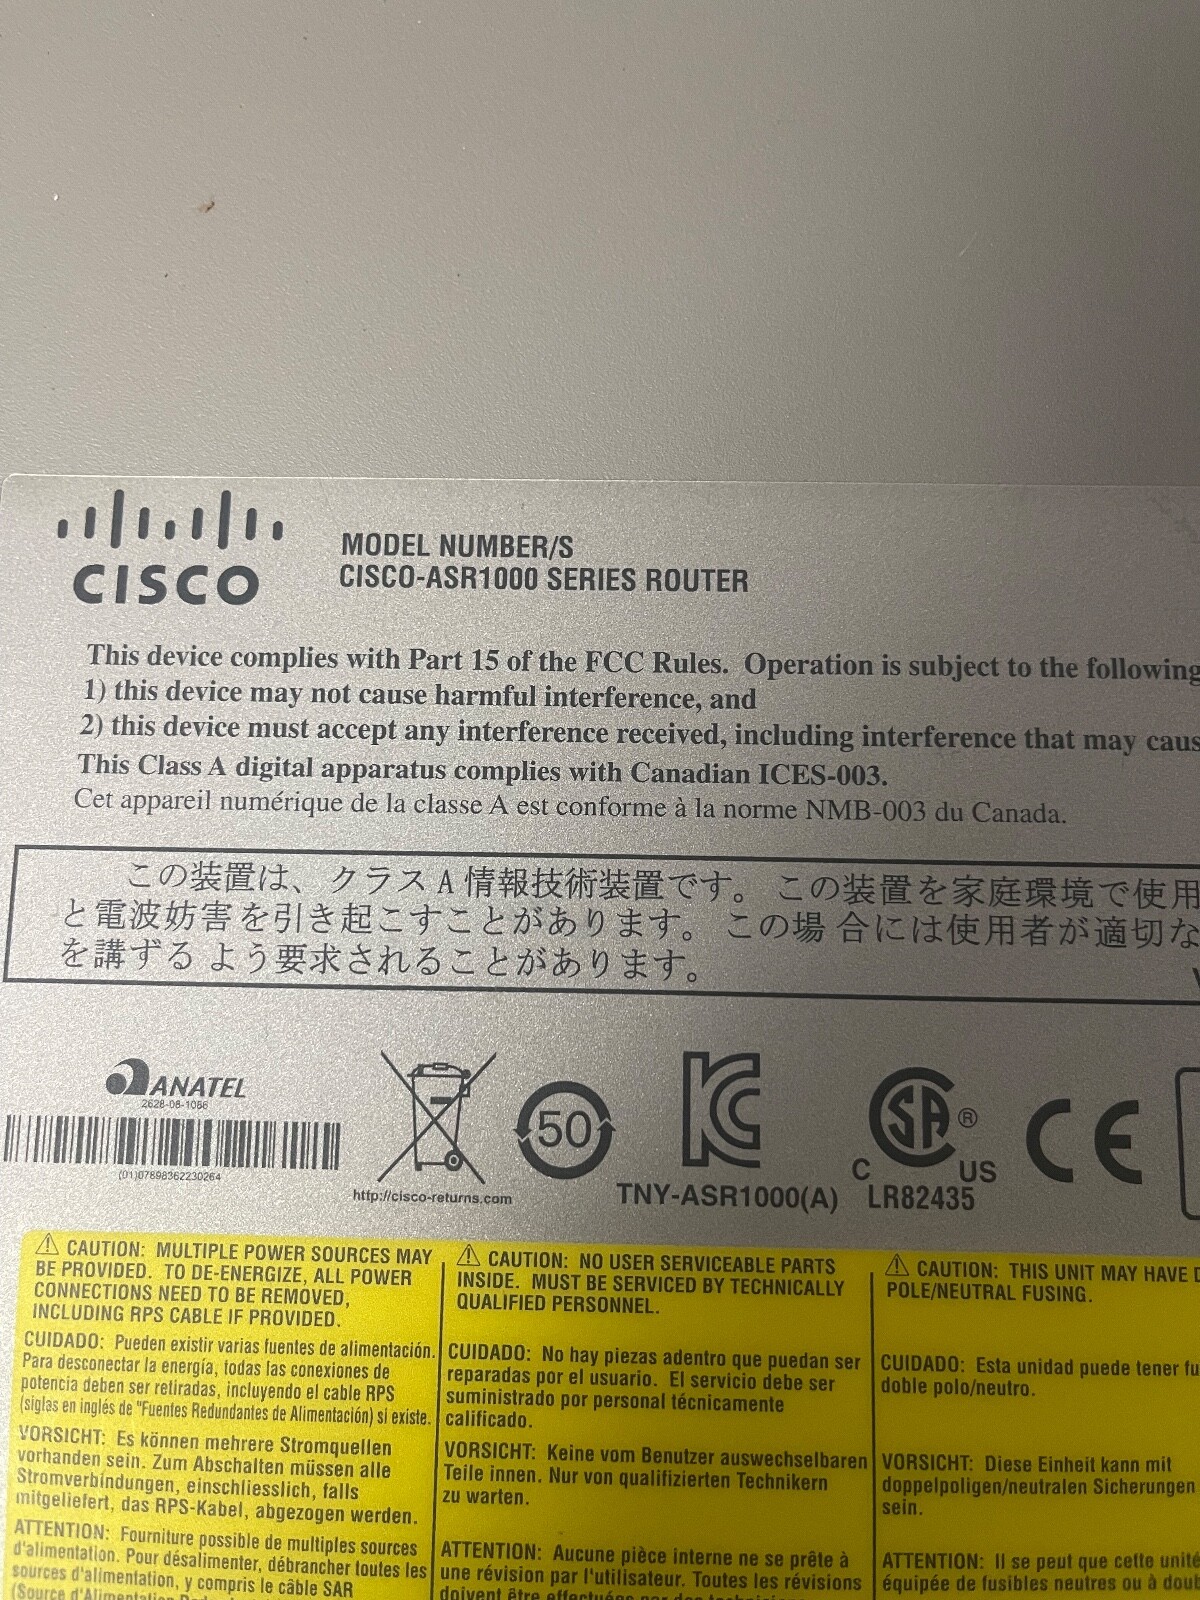 CISCO
MODEL NUMBER/S
CISCO-ASR1000 SERIES ROUTER
This device complies with Part 15 of the FCC Rules. Operation is subject to the following
1) this device may not cause harmful interference, and
2) this device must accept any interference received, including interference that may caus
This Class A digital apparatus complies with Canadian ICES-003.
Cet appareil numérique de la classe A est conforme à la norme NMB-003 du Canada.
この装置は、クラス A 情報技術装置です。この装置を家庭環境で使用
と電波妨害を引き起こすことがあります。この場 合には使用者が適切な
を講ずる よう要求されることがあります。
ANATEL
2628-08-1086
(01)07898362230264
http://cisco-returns.com
50
TNY-ASR1000(A)
SA ®
C US
LR82435
CE
CAUTION: MULTIPLE POWER SOURCES MAY
BE PROVIDED. TO DE-ENERGIZE, ALL POWER
CONNECTIONS NEED TO BE REMOVED,
INCLUDING RPS CABLE IF PROVIDED.
CUIDADO: Pueden existir varias fuentes de alimentación.
Para desconectar la energía, todas las conexiones de
potencia deben ser retiradas, incluyendo el cable RPS
(siglas en inglés de "Fuentes Redundantes de Alimentación) si existe.
VORSICHT: Es können mehrere Stromquellen
vorhanden sein. Zum Abschalten müssen alle
Stromverbindungen, einschliesslich, falls
mitgeliefert, das RPS-Kabel, abgezogen werden.
ATTENTION: Fourniture possible de multiples sources
d'alimentation. Pour désalimenter, débrancher toutes les
sources d'alimentation, y compris le câble SAR
(Source d'Alimentation
CAUTION: NO USER SERVICEABLE PARTS
INSIDE. MUST BE SERVICED BY TECHNICALLY
QUALIFIED PERSONNEL.
CUIDADO: No hay piezas adentro que puedan ser
reparadas por el usuario. El servicio debe ser
suministrado por personal técnicamente
calificado.
VORSICHT: Keine vom Benutzer auswechselbaren
Teile innen. Nur von qualifizierten Technikern
zu warten.
ATTENTION: Aucune pièce interne ne se prête à
une révision par l'utilisateur. Toutes les révisions
doivent être effectuées par des
CAUTION: THIS UNIT MAY HAVE D
POLE/NEUTRAL FUSING.
CUIDADO: Esta unidad puede tener fu
doble polo/neutro.
VORSICHT: Diese Einheit kann mit
doppelpoligen/neutralen Sicherungen
sein.
ATTENTION: Il se peut que cette unité
équipée de fusibles neutres ou à doub